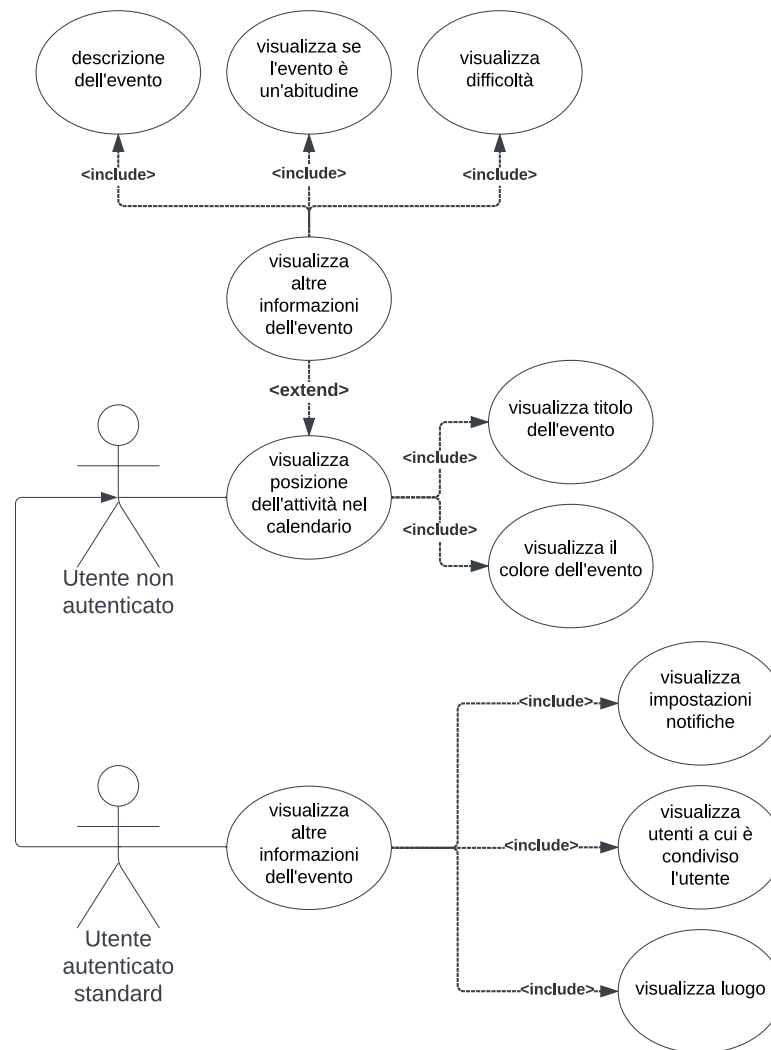 descrizione
dell'evento
visualizza se
l'evento è
un'abitudine
visualizza
difficoltà
<include>
<include>
<include>
visualizza
altre
informazioni
dell'evento
<extend>
visualizza titolo
dell'evento
visualizza
posizione
dell'attività nel
calendario
<include>
<include>
visualizza il
colore dell'evento
Utente non
autenticato
visualizza
impostazioni
notifiche
<include>
visualizza
altre
informazioni
dell'evento
<include>
visualizza
utenti a cui è
condiviso
l'utente
Utente
autenticato
standard
<include>
visualizza luogo